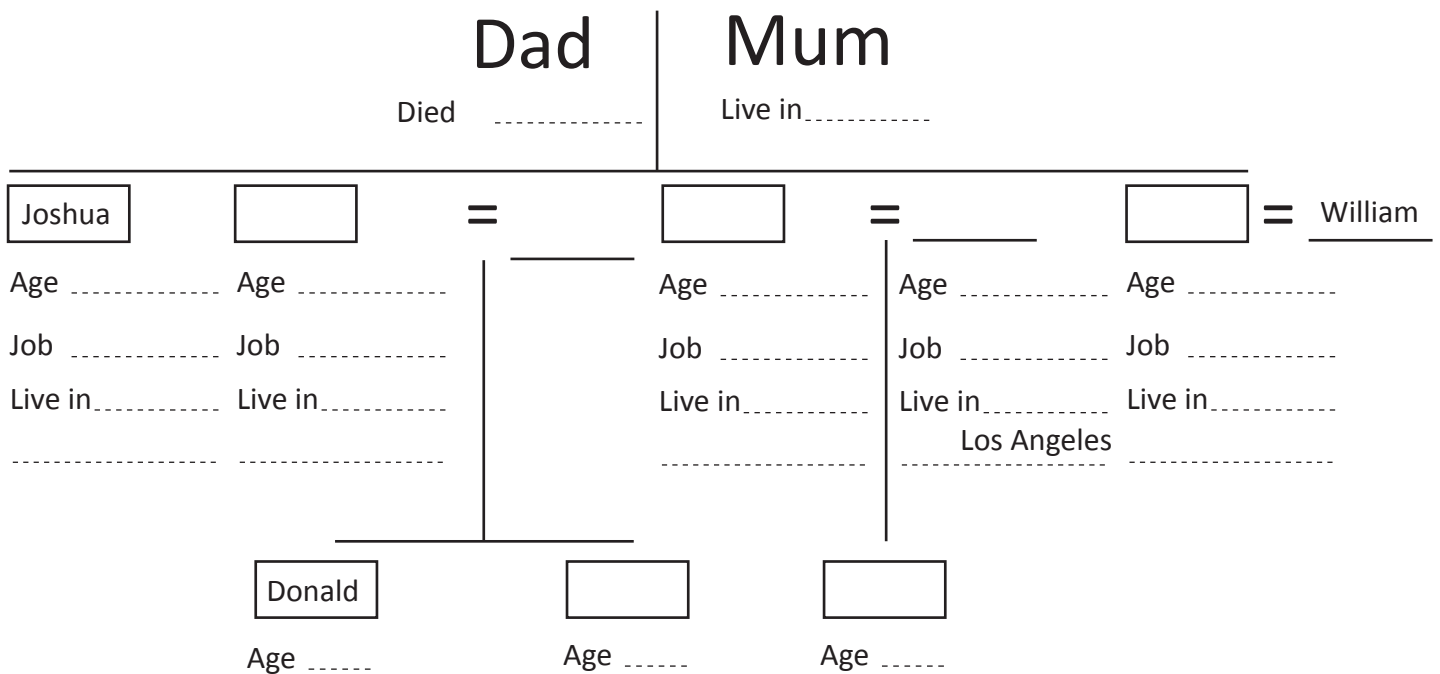 Dad Mum
Died Live in
Joshua = = = William
Age Age Age Age Age
Job Job Job Job Job
Live in Live in Live in Live in Live in
Los Angeles
Donald
Age Age Age